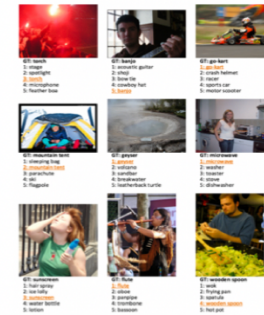 GT: torch
1: stage
2: spotlight
3: torch
4: microphone
5: feather boa
GT: banjo
1: acoustic guitar
2: shoji
3: bow tie
4: cowboy hat
5: banjo
GT: go-kart
1: go-kart
2: crash helmet
3: racer
4: sports car
5: motor scooter
GT: mountain tent
1: sleeping bag
2: mountain tent
3: parachute
4: ski
5: flagpole
GT: geyser
1: geyser
2: volcano
3: sandbar
4: breakwater
5: leatherback turtle
GT: microwave
1: microwave
2: washer
3: toaster
4: stove
5: dishwasher
GT: sunscreen
1: hair spray
2: ice lolly
3: sunscreen
4: water bottle
5: lotion
GT: flute
1: flute
2: oboe
3: panpipe
4: trombone
5: bassoon
GT: wooden spoon
1: wok
2: frying pan
3: spatula
4: wooden spoon
5: hot pot